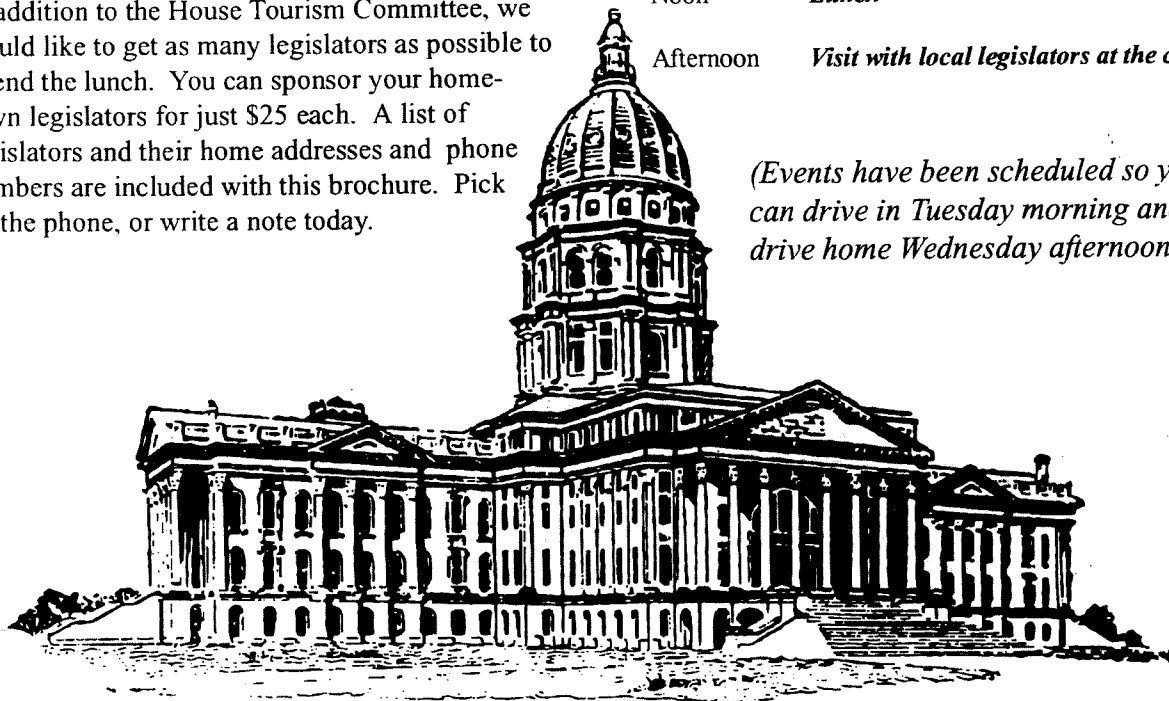 addition to the House Tourism Committee, we
uld like to get as many legislators as possible to
end the lunch. You can sponsor your home-
n legislators for just $25 each. A list of
islators and their home addresses and phone
mbers are included with this brochure. Pick
the phone, or write a note today.
Noon Lunch
Afternoon Visit with local legislators at the
(Events have been scheduled so y
can drive in Tuesday morning an
drive home Wednesday afternoon